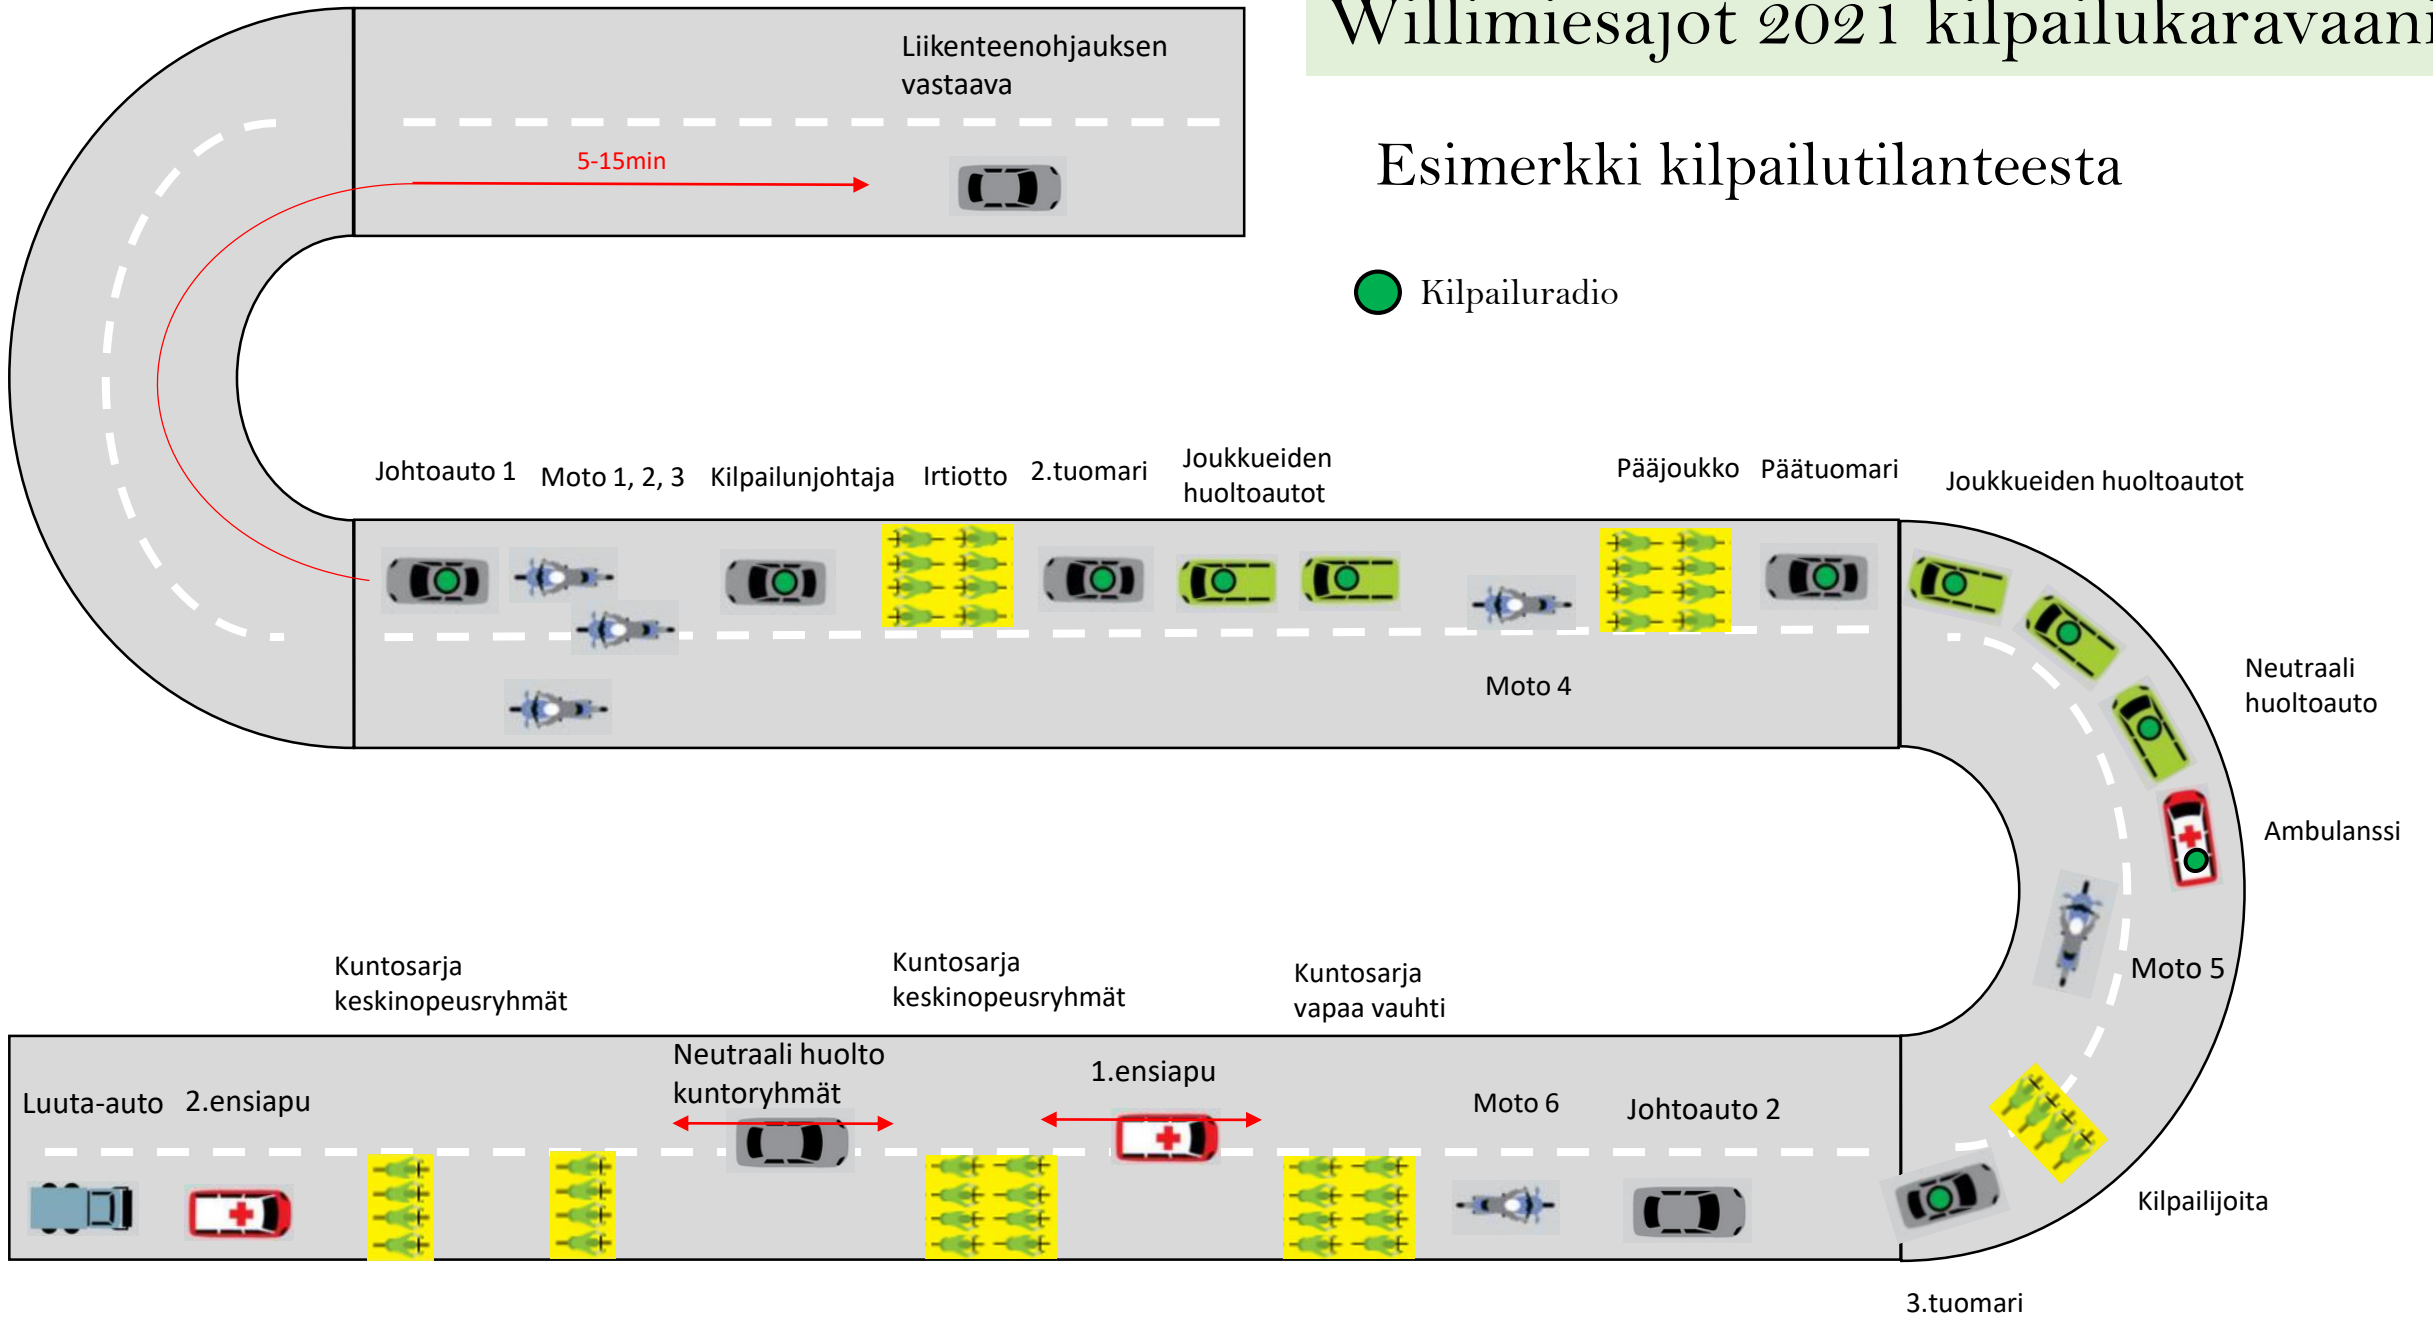 Willimiesajot 2021 kilpailukaravaani
Esimerkki kilpailutilanteesta
Kilpailuradio
Liikenteenohjauksen
vastaava
5-15min
Johtoauto 1
Moto 1, 2, 3
Kilpailunjohtaja
Irtiotto
2.tuomari
Joukkueiden
huoltoautot
Pääjoukko
Päätuomari
Joukkueiden huoltoautot
Moto 4
Neutraali
huoltoauto
Ambulanssi
Moto 5
Kilpailijoita
3.tuomari
Kuntosarja
keskinopeusryhmät
Kuntosarja
keskinopeusryhmät
Kuntosarja
vapaa vauhti
Luuta-auto
2.ensiapu
Neutraali huolto
kuntoryhmät
1.ensiapu
Moto 6
Johtoauto 2